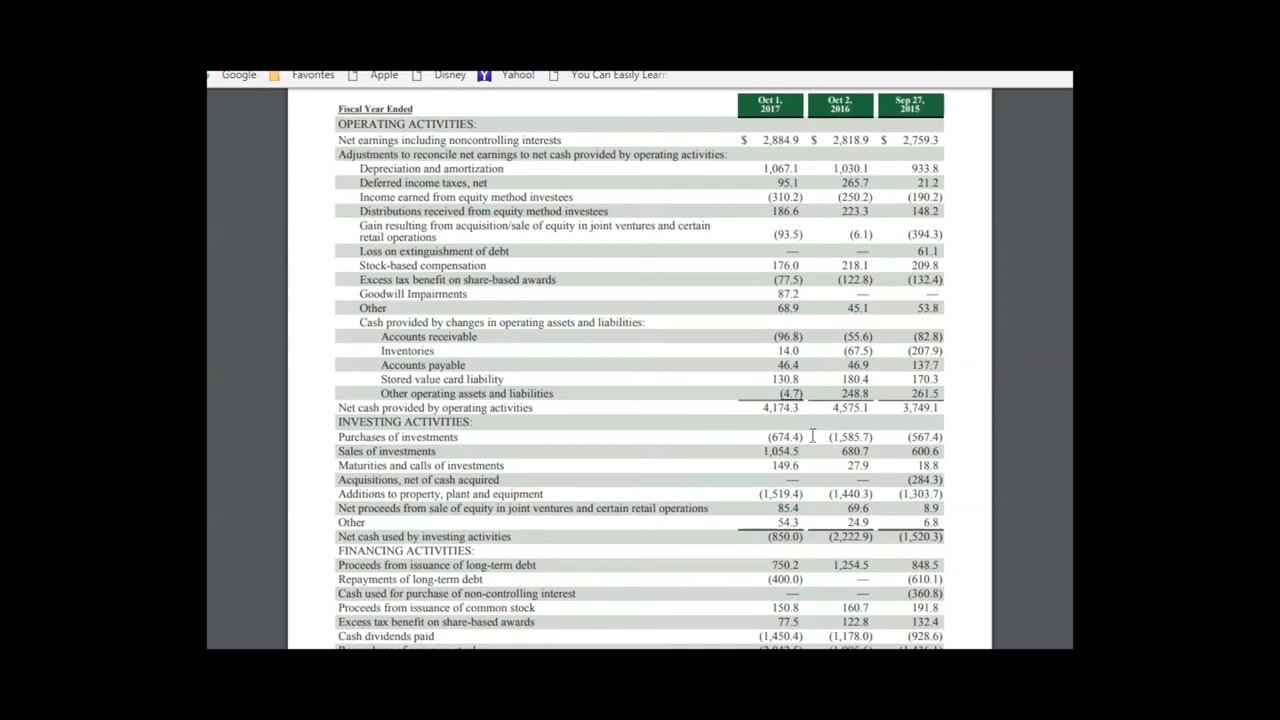 Google Favorites Apple Disney Yahoo! You Can Easily Learn
Fiscal Year Ended Oct 1, 2017 Oct 2, 2016 Sep 27, 2015
OPERATING ACTIVITIES:
Net earnings including noncontrolling interests $ 2,884.9 $ 2,818.9 $ 2,759.3
Adjustments to reconcile net earnings to net cash provided by operating activities:
Depreciation and amortization 1,067.1 1,030.1 933.8
Deferred income taxes, net 95.1 265.7 21.2
Income earned from equity method investees (310.2) (250.2) (190.2)
Distributions received from equity method investees 186.6 223.3 148.2
Gain resulting from acquisition/sale of equity in joint ventures and certain
retail operations (93.5) (6.1) (394.3)
Loss on extinguishment of debt — — 61.1
Stock-based compensation 176.0 218.1 209.8
Excess tax benefit on share-based awards (77.5) (122.8) (132.4)
Goodwill Impairments 87.2 — —
Other 68.9 45.1 53.8
Cash provided by changes in operating assets and liabilities:
Accounts receivable (96.8) (55.6) (82.8)
Inventories 14.0 (67.5) (207.9)
Accounts payable 46.4 46.9 137.7
Stored value card liability 130.8 180.4 170.3
Other operating assets and liabilities (4.7) 248.8 261.5
Net cash provided by operating activities 4,174.3 4,575.1 3,749.1
INVESTING ACTIVITIES:
Purchases of investments (674.4) (1,585.7) (567.4)
Sales of investments 1,054.5 680.7 600.6
Maturities and calls of investments 149.6 27.9 18.8
Acquisitions, net of cash acquired — — (284.3)
Additions to property, plant and equipment (1,519.4) (1,440.3) (1,303.7)
Net proceeds from sale of equity in joint ventures and certain retail operations 85.4 69.6 8.9
Other 54.3 24.9 6.8
Net cash used by investing activities (850.0) (2,222.9) (1,520.3)
FINANCING ACTIVITIES:
Proceeds from issuance of long-term debt 750.2 1,254.5 848.5
Repayments of long-term debt (400.0) — (610.1)
Cash used for purchase of non-controlling interest — — (360.8)
Proceeds from issuance of common stock 150.8 160.7 191.8
Excess tax benefit on share-based awards 77.5 122.8 132.4
Cash dividends paid (1,450.4) (1,178.0) (928.6)